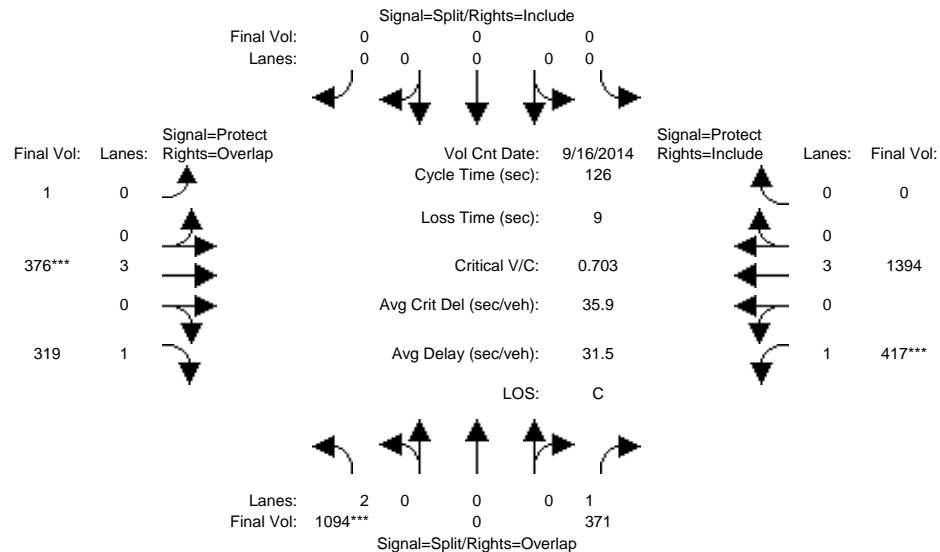 Signal=Split/Rights=Include
Final Vol: 0 0 0
Lanes: 0 0 0 0 0
Signal=Protect Signal=Protect
Final Vol: Lanes: Rights=Overlap Vol Cnt Date: 9/16/2014 Rights=Include Lanes: Final Vol:
Cycle Time (sec): 126
1 0 0 0
Loss Time (sec): 9
0 0
376*** 3 Critical V/C: 0.703 3 1394
0 Avg Crit Del (sec/veh): 35.9 0
319 1 Avg Delay (sec/veh): 31.5 1 417***
LOS: C
Lanes: 2 0 0 0 1
Final Vol: 1094*** 0 371
Signal=Split/Rights=Overlap